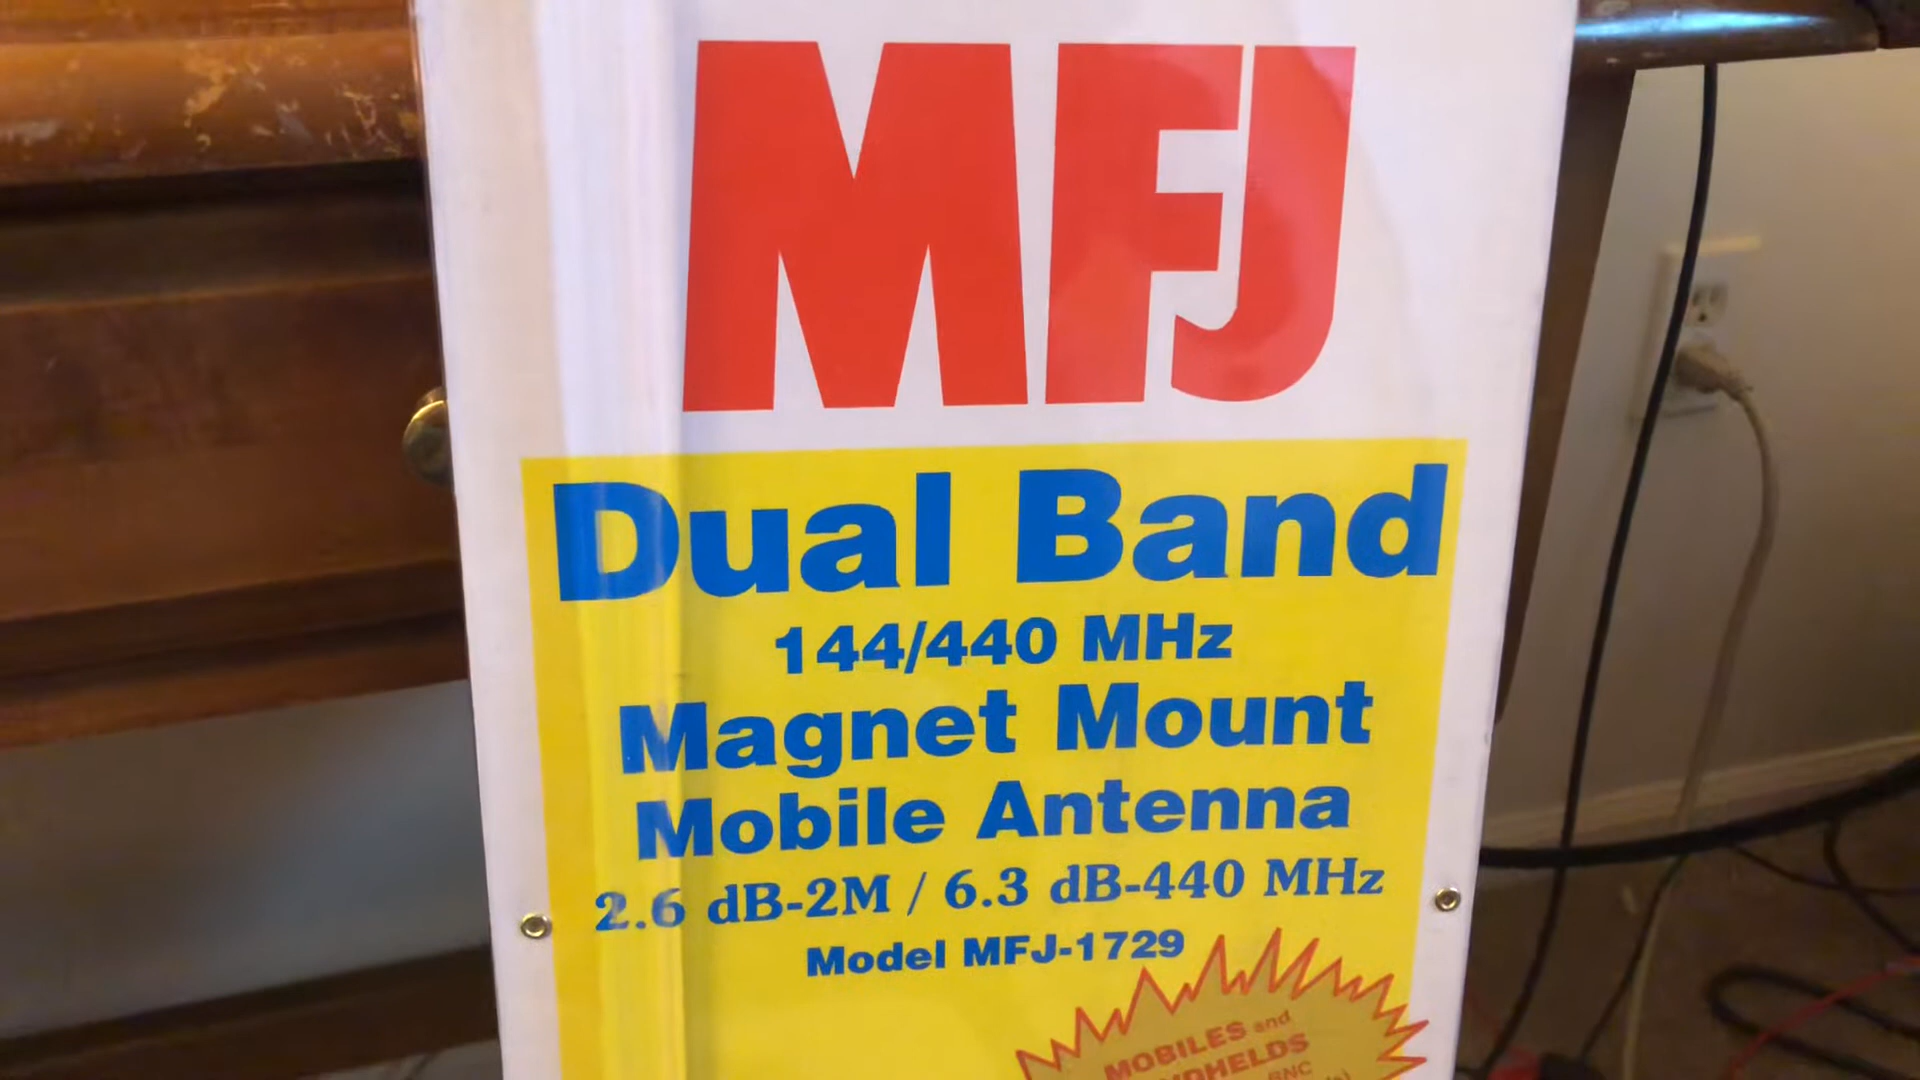 MFJ
Dual Band
144/440 MHz
Magnet Mount
Mobile Antenna
2.6 dB-2M / 6.3 dB-440 MHz
Model MFJ-1729
MOBILES and
BNC